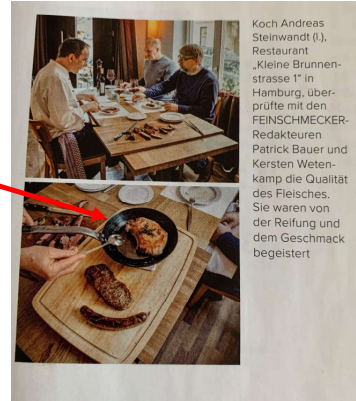 Koch Andreas
Steinwandt (l.),
Restaurant
„Kleine Brunnen-
strasse 1" in
Hamburg, über-
prüfte mit den
FEINSCHMECKER-
Redakteuren
Patrick Bauer und
Kersten Weten-
kamp die Qualität
des Fleisches.
Sie waren von
der Reifung und
dem Geschmack
begeistert